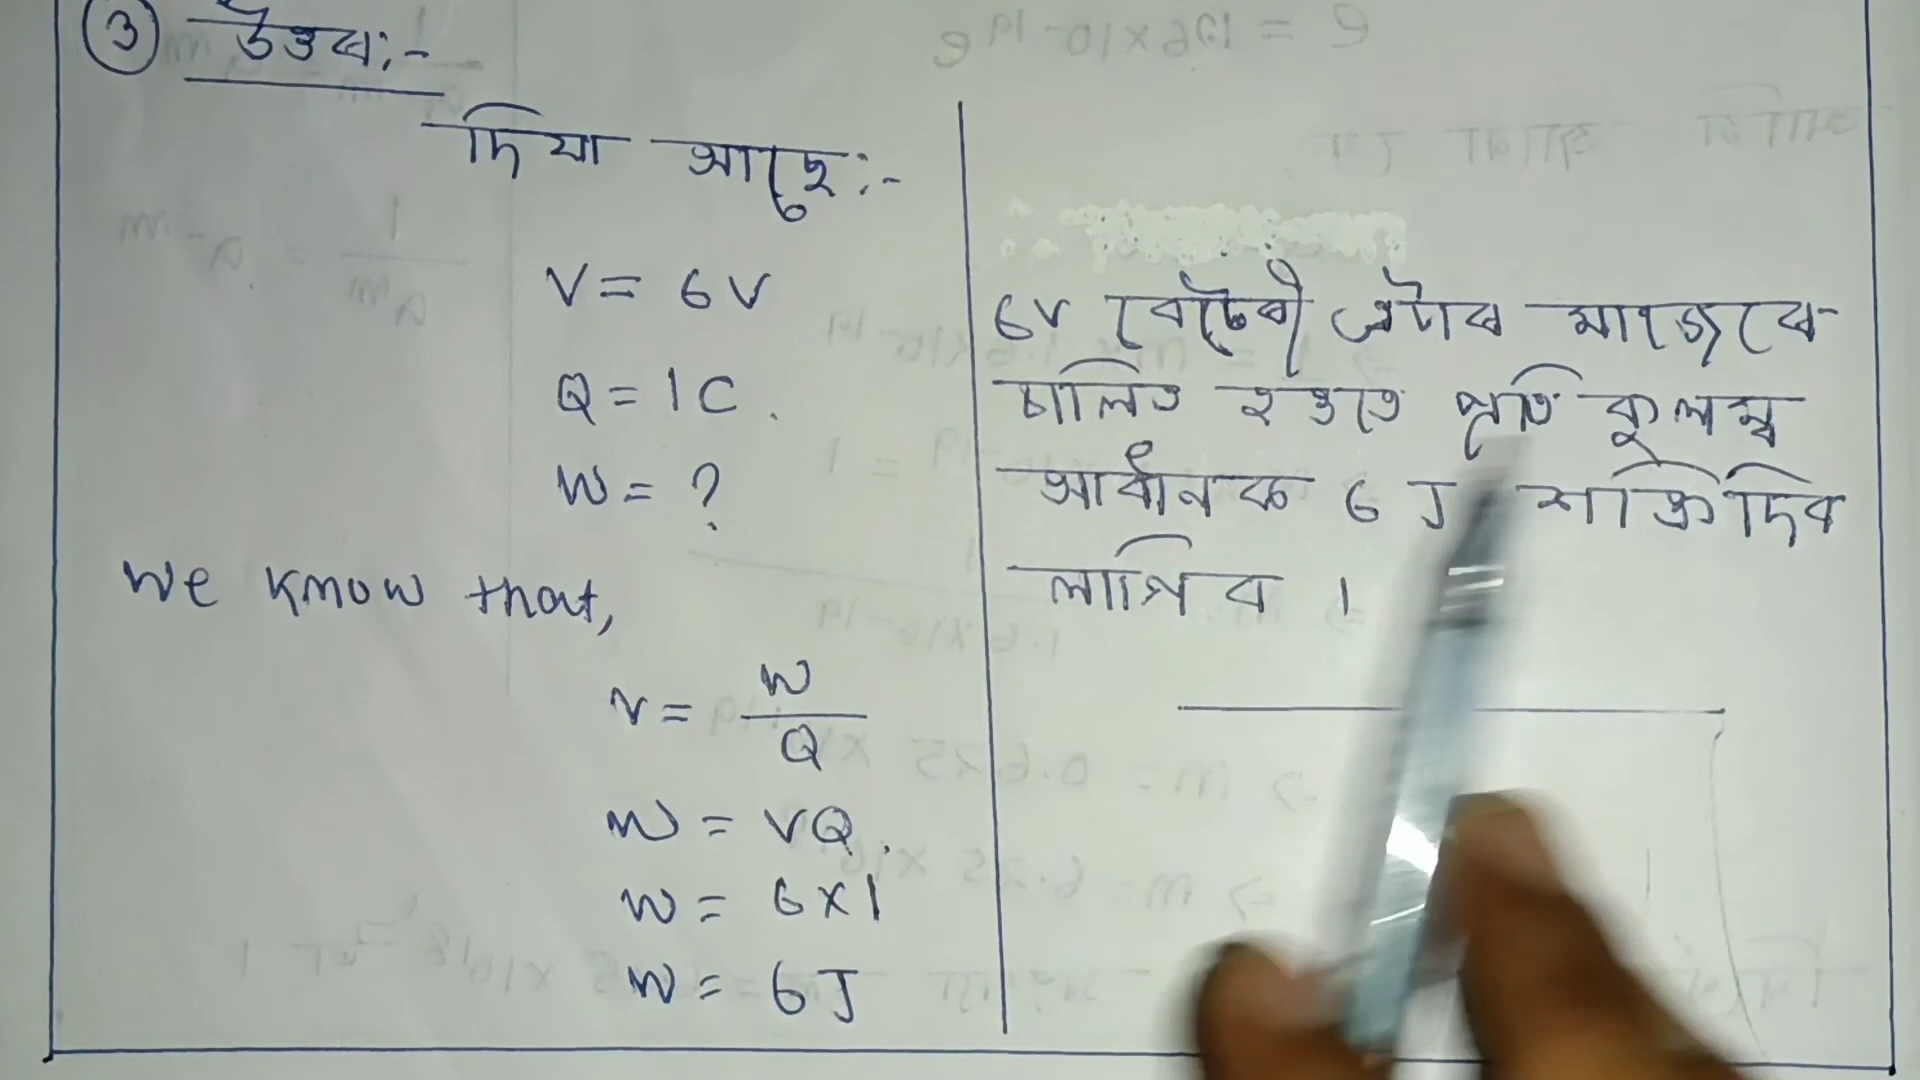 ③ উত্তৰ:-
দিয়া আছে:-
V = 6V
Q = 1C.
W = ?
We know that,
V = W/Q
W = VQ.
W = 6×1
W = 6J
6V বেটেৰী এটাৰ মাজেৰে
চালিত হওতে প্ৰতি কুলম্ব
আধানক 6 J শক্তি দিব
লাগিব ।